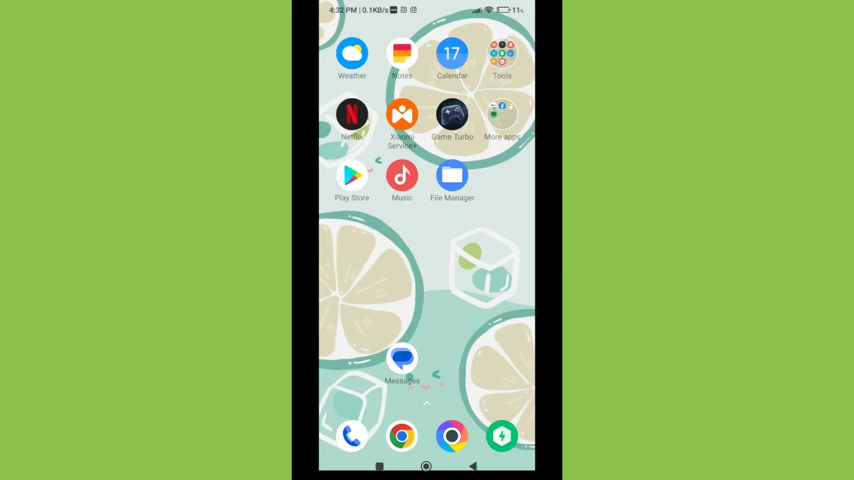 4:32 PM | 0.1KB/s
11%
17
Weather
Notes
Calendar
Tools
N
Netflix
Xiaomi
Service+
Game Turbo
More apps
Play Store
Music
File Manager
Messages